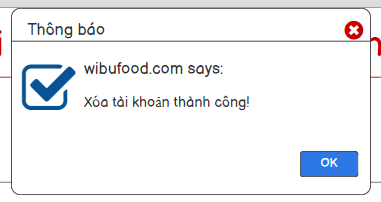 Thông báo
wibufood.com says:
Xóa tài khoản thành công!
OK